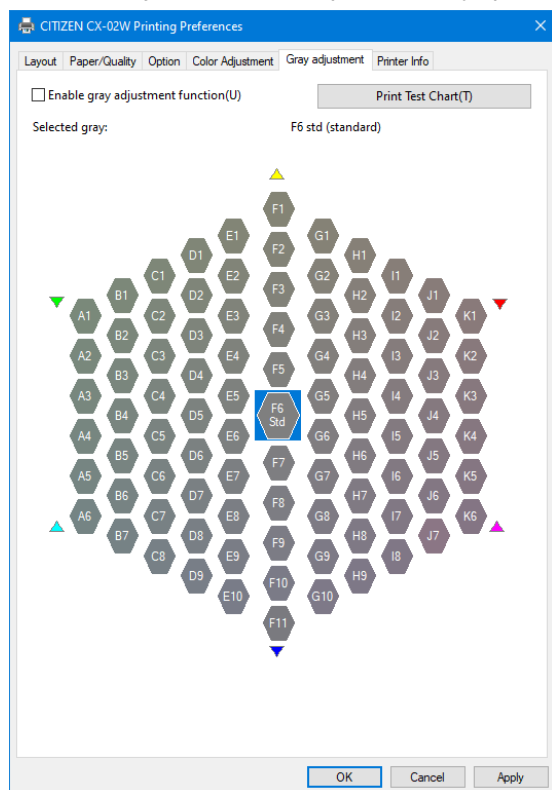 CITIZEN CX-02W Printing Preferences
Layout Paper/Quality Option Color Adjustment Gray adjustment Printer Info
Enable gray adjustment function(U) Print Test Chart(T)
Selected gray: F6 std (standard)
F1
E1 G1
D1 F2 H1
C1 E2 G2 I1
B1 D2 F3 H2 J1
A1 C2 E3 G3 I2 K1
B2 D3 F4 H3 J2
A2 C3 E4 G4 I3 K2
B3 D4 F5 H4 J3
A3 C4 E5 G5 I4 K3
F6
Std
B4 D5 H5 J4
A4 C5 E6 G6 I5 K4
B5 D6 F7 H6 J5
A5 C6 E7 G7 I6 K5
B6 D7 F8 H7 J6
A6 C7 E8 G8 I7 K6
B7 D8 F9 H8 J7
C8 E9 G9 I8
D9 F10 H9
E10 G10
F11
OK Cancel Apply